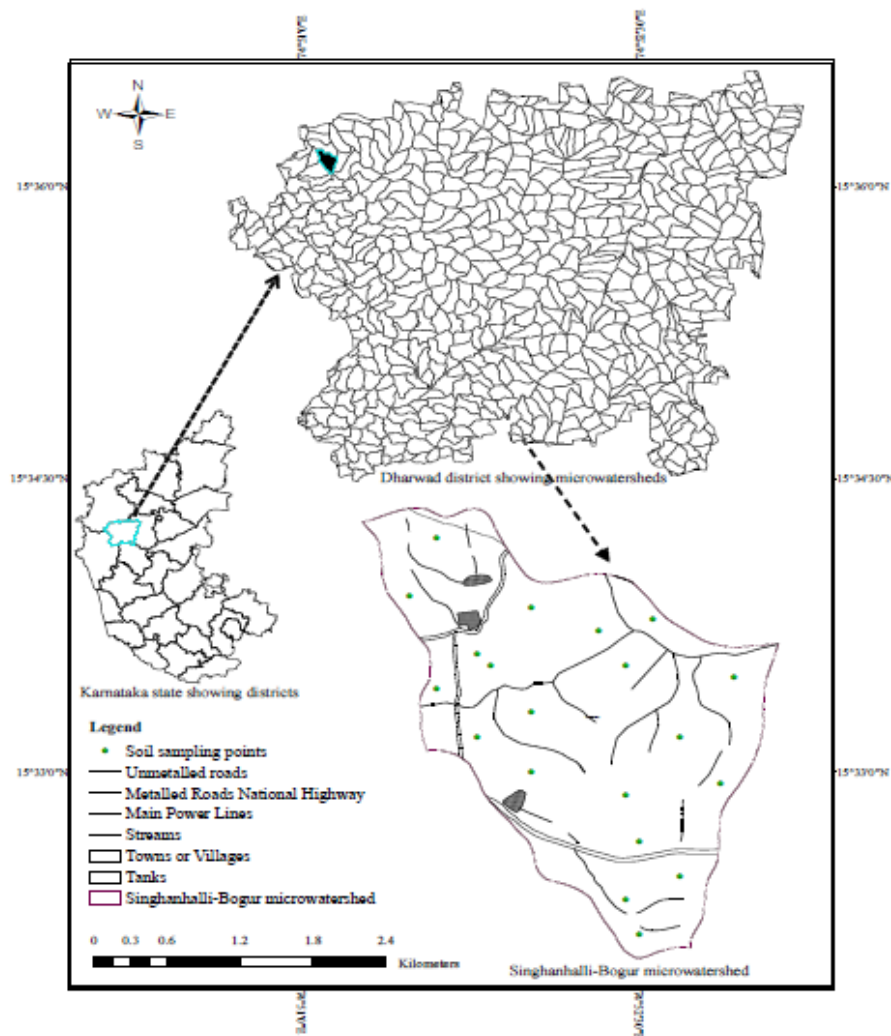 N
W E
S
15°36'0"N 15°36'0"N
Dharwad district showing microwatersheds
15°34'30"N 15°34'30"N
Karnataka state showing districts
Legend
Soil sampling points
Unmetalled roads
Metalled Roads National Highway
Main Power Lines
Streams
Towns or Villages
Tanks
Singhanhalli-Bogur microwatershed
15°33'0"N 15°33'0"N
0 0.3 0.6 1.2 1.8 2.4
Kilometers
Singhanhalli-Bogur microwatershed